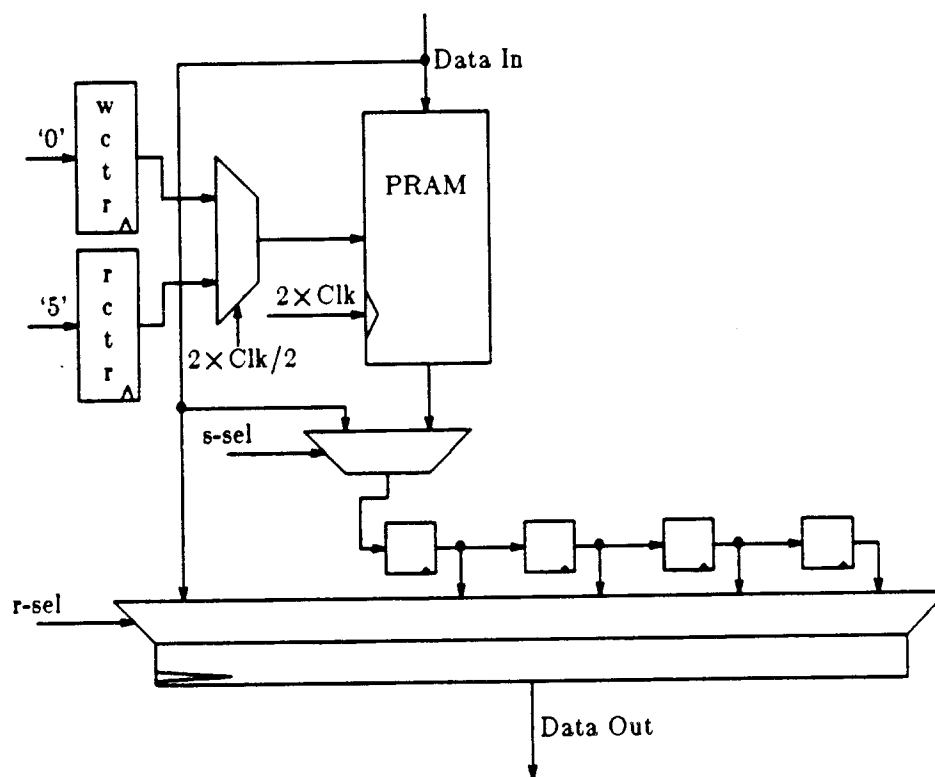 Data In
w
c
t
r
'0'
PRAM
r
c
t
r
'5'
2×Clk
2×Clk/2
s-sel
r-sel
Data Out